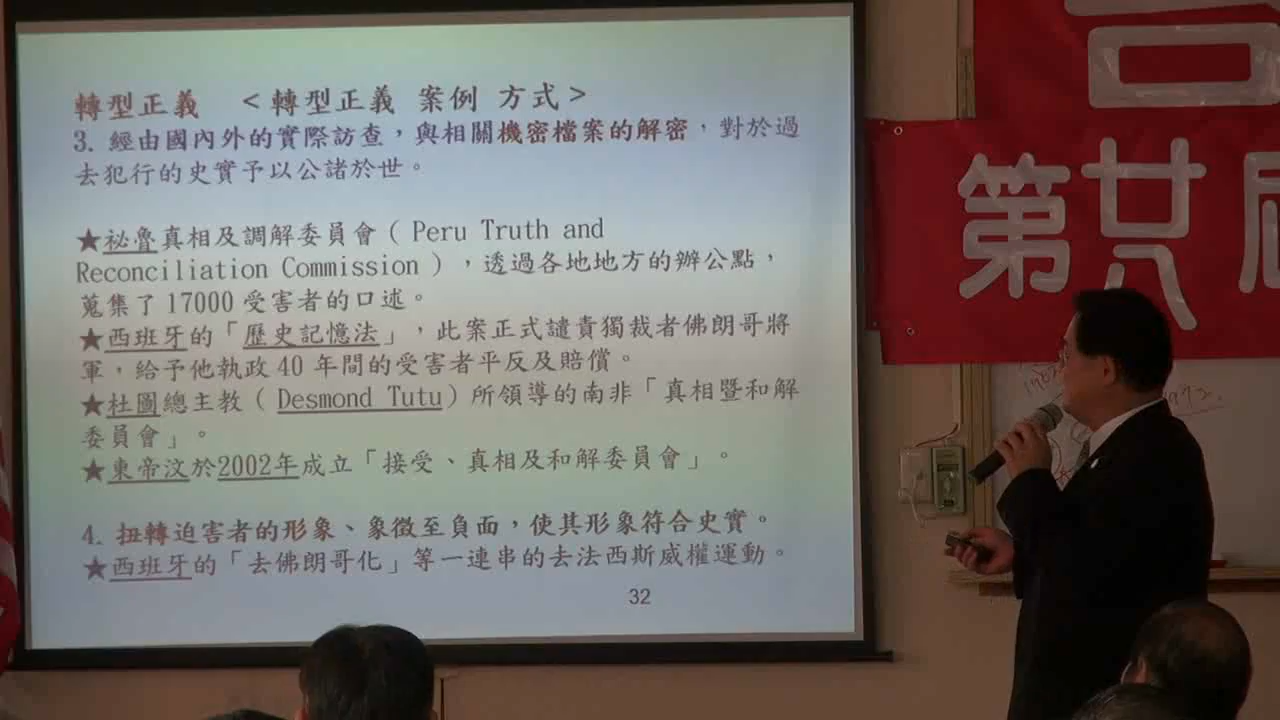 轉型正義 <轉型正義 案例 方式>
3. 經由國內外的實際訪查，與相關機密檔案的解密，對於過
去犯行的史實予以公諸於世。
★祕魯真相及調解委員會( Peru Truth and
Reconciliation Commission )，透過各地地方的辦公點，
蒐集了17000 受害者的口述。
★西班牙的「歷史記憶法」，此案正式譴責獨裁者佛朗哥將
軍，給予他執政40 年間的受害者平反及賠償。
★杜圖總主教( Desmond Tutu)所領導的南非「真相暨和解
委員會」。
★東帝汶於2002年成立「接受、真相及和解委員會」。
4. 扭轉迫害者的形象、象徵至負面，使其形象符合史實。
★西班牙的「去佛朗哥化」等一連串的去法西斯威權運動。
32
第廿八屆